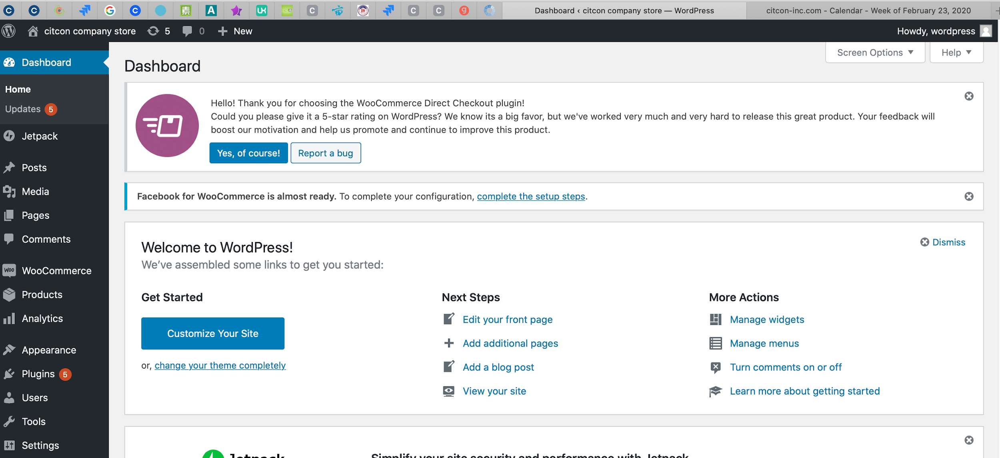 Dashboard ‹ citcon company store — WordPress
citcon-inc.com - Calendar - Week of February 23, 2020
citcon company store 5 0 New
Howdy, wordpress
Screen Options
Help
Dashboard
Home
Updates 5
Jetpack
Posts
Media
Pages
Comments
WooCommerce
Products
Analytics
Appearance
Plugins 5
Users
Tools
Settings
Dashboard
Hello! Thank you for choosing the WooCommerce Direct Checkout plugin!
Could you please give it a 5-star rating on WordPress? We know its a big favor, but we've worked very much and very hard to release this great product. Your feedback will
boost our motivation and help us promote and continue to improve this product.
Yes, of course!
Report a bug
Facebook for WooCommerce is almost ready. To complete your configuration, complete the setup steps.
Welcome to WordPress!
Dismiss
We’ve assembled some links to get you started:
Get Started
Customize Your Site
or, change your theme completely
Next Steps
Edit your front page
Add additional pages
Add a blog post
View your site
More Actions
Manage widgets
Manage menus
Turn comments on or off
Learn more about getting started
Jetpack
Simplify your site security and performance with Jetpack